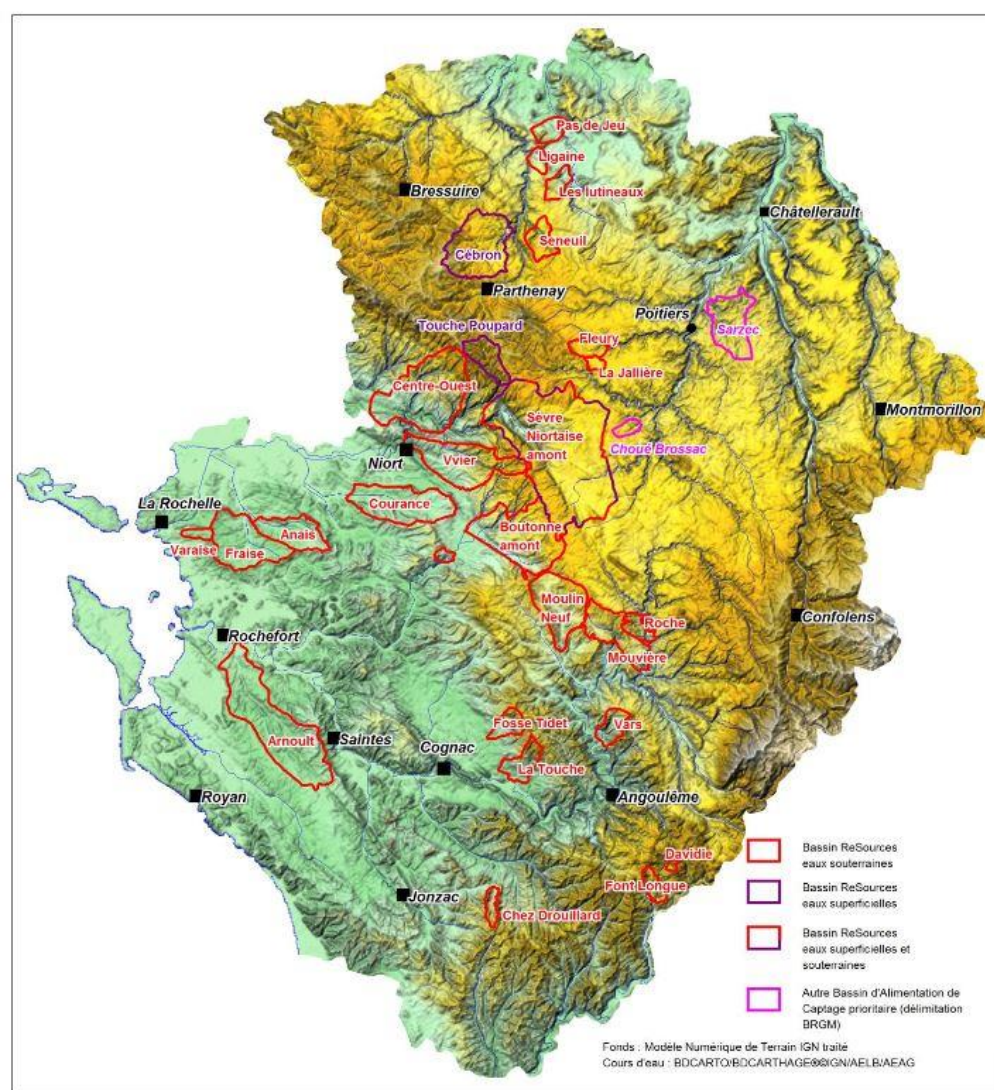 Pas de Jeu
Ligaine
Bressuire
Les lutineaux
Châtellerault
Seneuil
Cébron
Parthenay
Poitiers
Sarzec
Touche Poupard
Fleury
La Jallière
Centre-Ouest
Montmorillon
Sèvre
Niortaise
amont
Choué Brossac
Niort
Vvier
La Rochelle
Courance
Anais
Varaise
Fraise
Boutonne
amont
Moulin
Neuf
Confolens
Roche
Rochefort
Mouvière
Fosse Tidet
Vars
Arnoult
Saintes
Cognac
La Touche
Royan
Angoulême
Davidie
Font Longue
Jonzac
Chez Drouillard
Bassin ReSources
eaux souterraines
Bassin ReSources
eaux superficielles
Bassin ReSources
eaux superficielles et
souterraines
Autre Bassin d'Alimentation de
Captage prioritaire (délimitation
BRGM)
Fonds : Modèle Numérique de Terrain IGN traité
Cours d'eau : BDCARTO/BDCARTHAGE®©IGN/AELB/AEAG